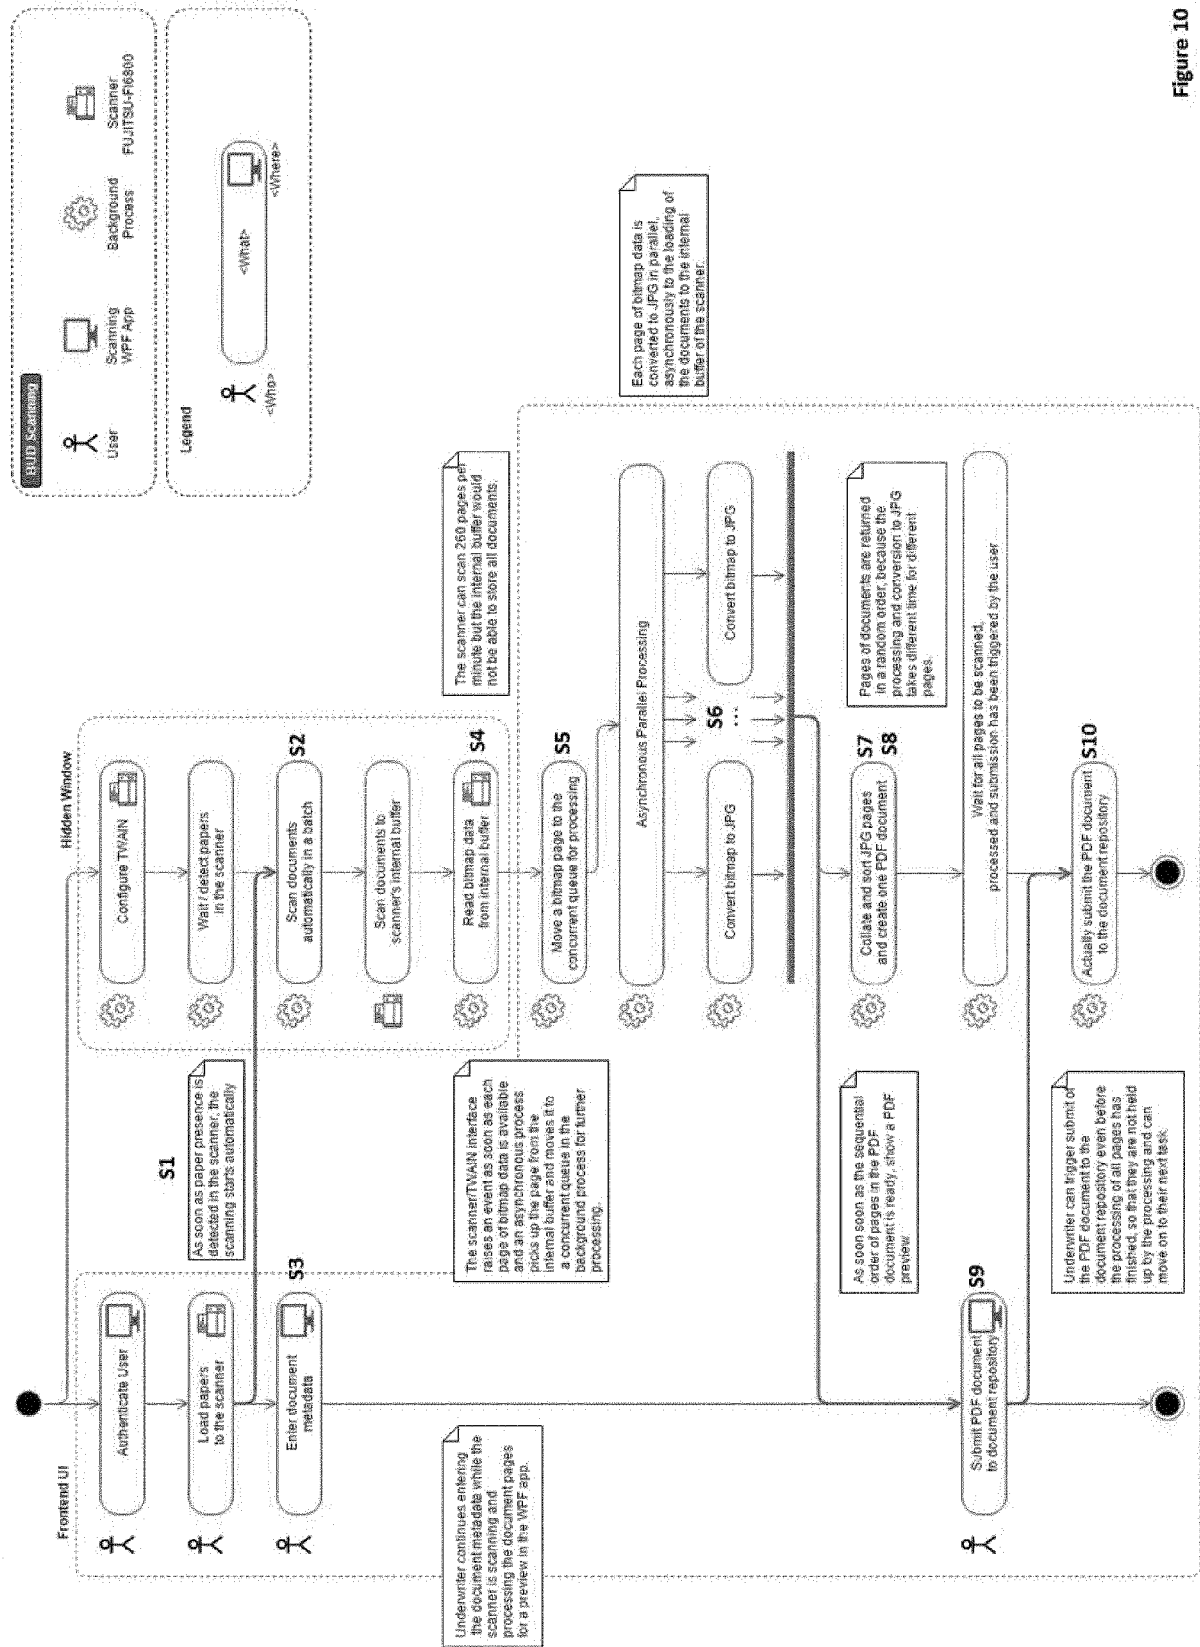 BUD Scanning
User
Scanning
WPF App
Background
Process
Scanner
FUJITSU-FI6800
Legend
<Who>
<What>
<Where>
Frontend UI
Authenticate User
Load papers
to the scanner
Enter document
metadata
S3
S1
As soon as paper presence is
detected in the scanner, the
scanning starts automatically
Hidden Window
Configure TWAIN
Wait / detect papers
in the scanner
Scan documents
automatically in a batch
S2
Scan documents to
scanner's internal buffer
Read bitmap data
from internal buffer
S4
The scanner can scan 260 pages per
minute but the internal buffer would
not be able to store all documents.
Underwriter continues entering
the document metadata while the
scanner is scanning and
processing the document pages
for a preview in the WPF app.
The scanner/TWAIN interface
raises an event as soon as each
page of bitmap data is available
and an asynchronous process
picks up the page from the
internal buffer and moves it to
a concurrent queue in the
background process for further
processing.
Move a bitmap page to the
concurrent queue for processing
S5
Asynchronous Parallel Processing
Each page of bitmap data is
converted to JPG in parallel,
asynchronously to the loading of
the documents to the internal
buffer of the scanner.
Convert bitmap to JPG
S6
...
Convert bitmap to JPG
As soon soon as the sequential
order of pages in the PDF
document is ready, show a PDF
preview.
Collate and sort JPG pages
and create one PDF document
S7
S8
Pages of documents are returned
in a random order, because the
processing and conversion to JPG
takes different time for different
pages.
Submit PDF document
to document repository
S9
Wait for all pages to be scanned,
processed and submission has been triggered by the user
Underwriter can trigger submit of
the PDF document to the
document repository even before
the processing of all pages has
finished, so that they are not held
up by the processing and can
move on to their next task.
Actually submit the PDF document
to the document repository
S10
Figure 10